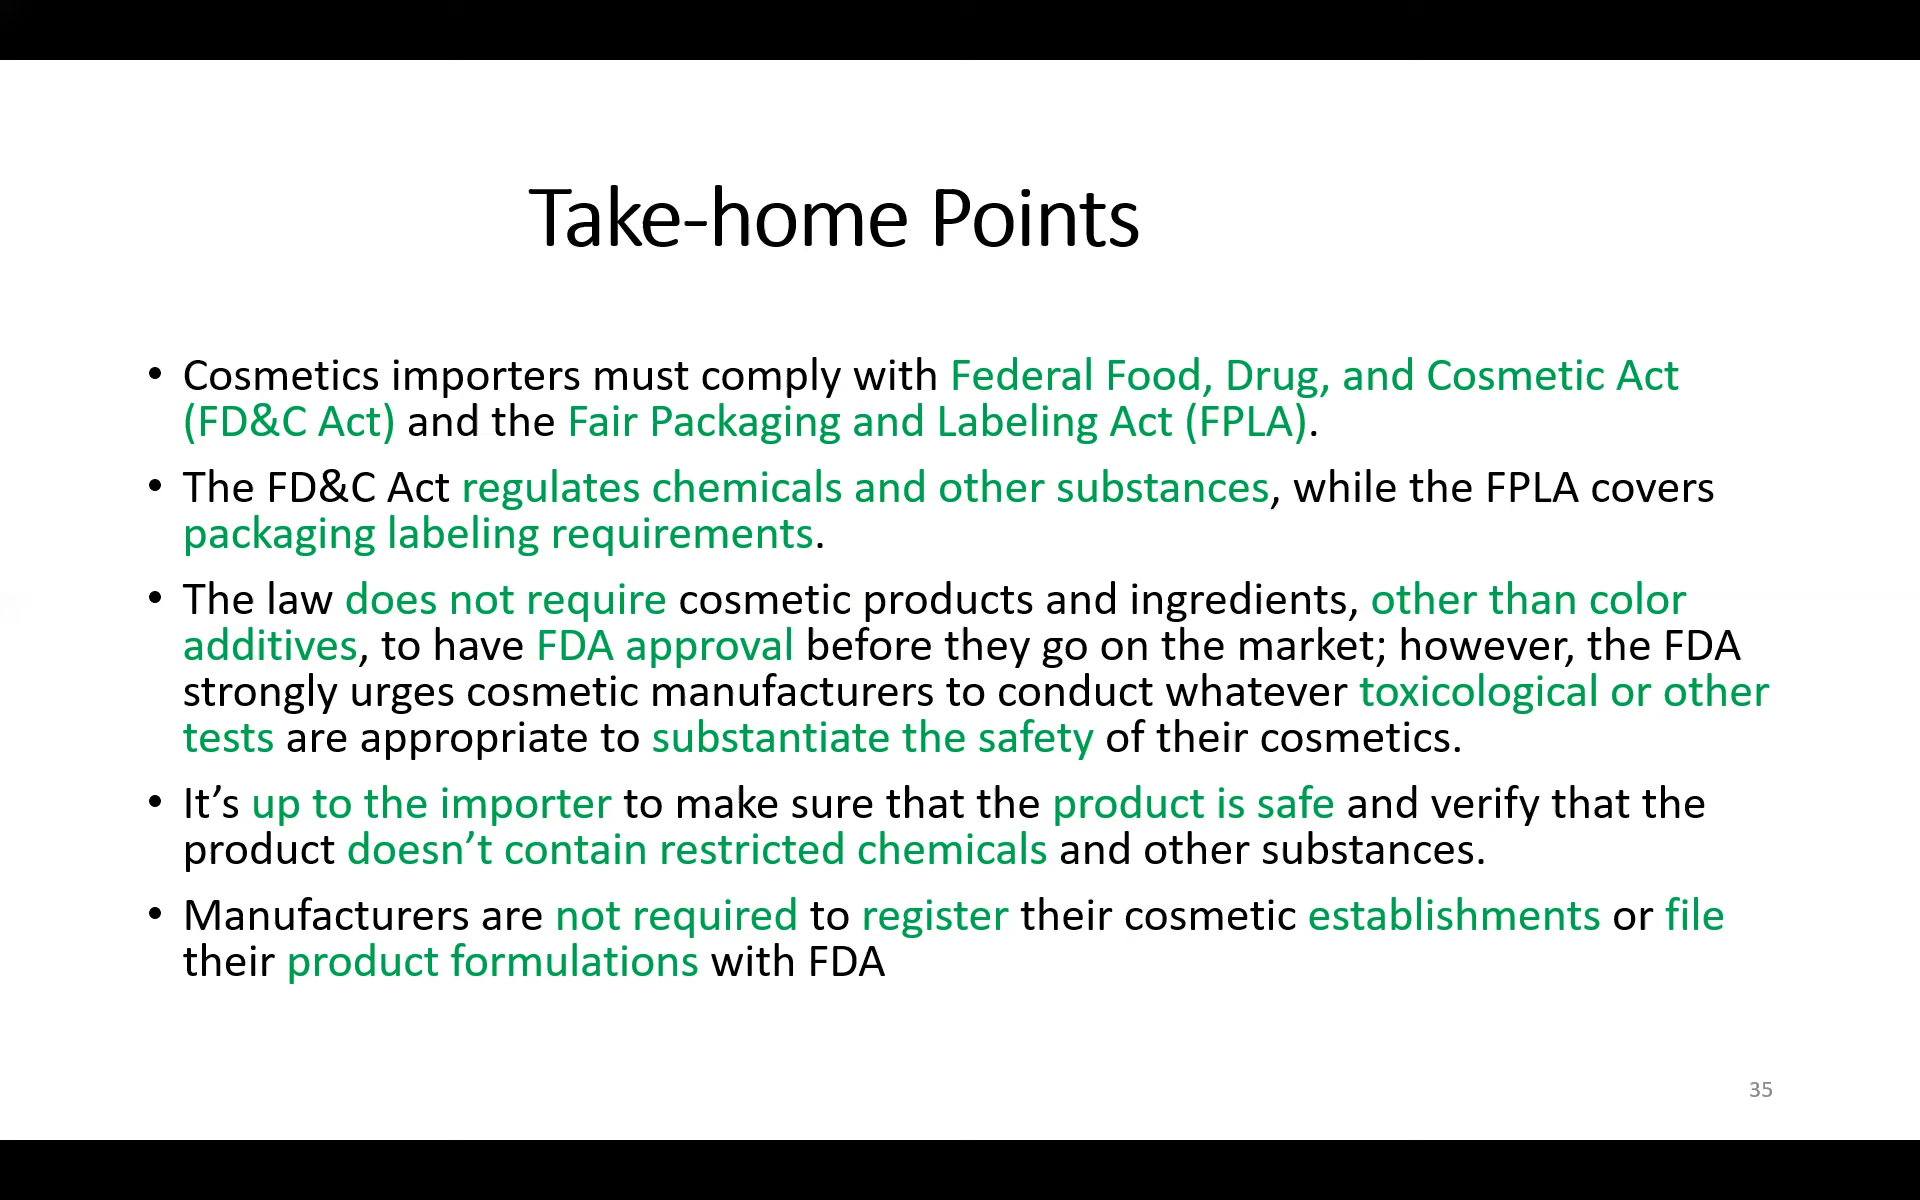 Take-home Points
• Cosmetics importers must comply with Federal Food, Drug, and Cosmetic Act
(FD&C Act) and the Fair Packaging and Labeling Act (FPLA).
• The FD&C Act regulates chemicals and other substances, while the FPLA covers
packaging labeling requirements.
• The law does not require cosmetic products and ingredients, other than color
additives, to have FDA approval before they go on the market; however, the FDA
strongly urges cosmetic manufacturers to conduct whatever toxicological or other
tests are appropriate to substantiate the safety of their cosmetics.
• It’s up to the importer to make sure that the product is safe and verify that the
product doesn’t contain restricted chemicals and other substances.
• Manufacturers are not required to register their cosmetic establishments or file
their product formulations with FDA
35